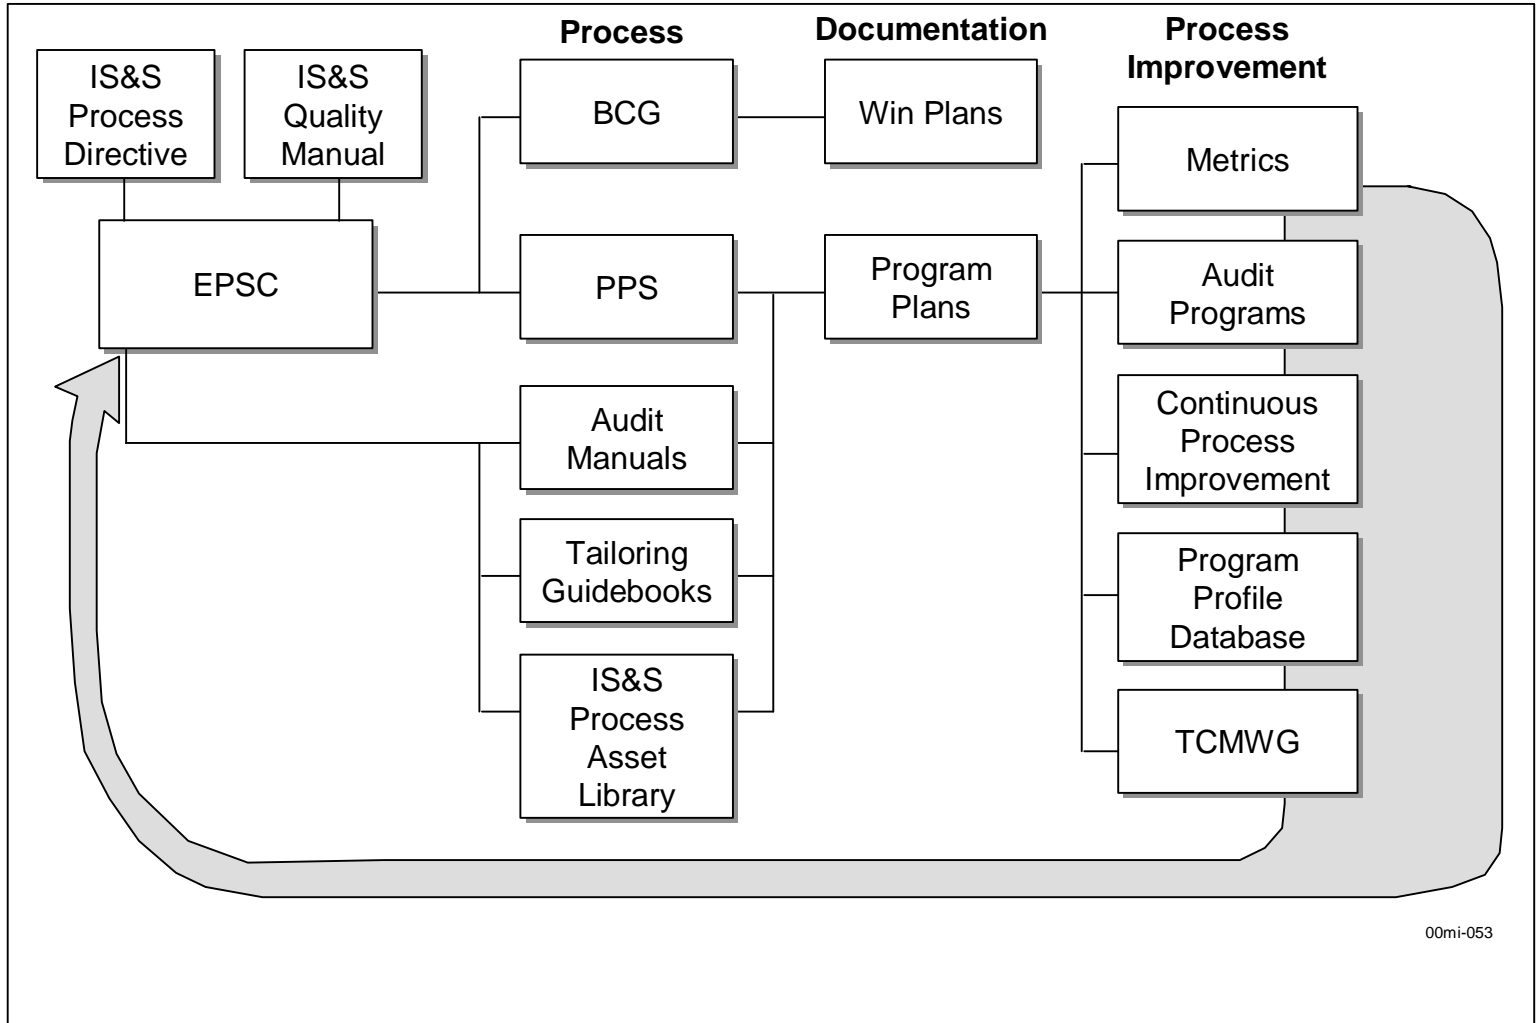 Process
Documentation
Process
Improvement
IS&S
Process
Directive
IS&S
Quality
Manual
EPSC
BCG
PPS
Audit
Manuals
Tailoring
Guidebooks
IS&S
Process
Asset
Library
Win Plans
Program
Plans
Metrics
Audit
Programs
Continuous
Process
Improvement
Program
Profile
Database
TCMWG
00mi-053